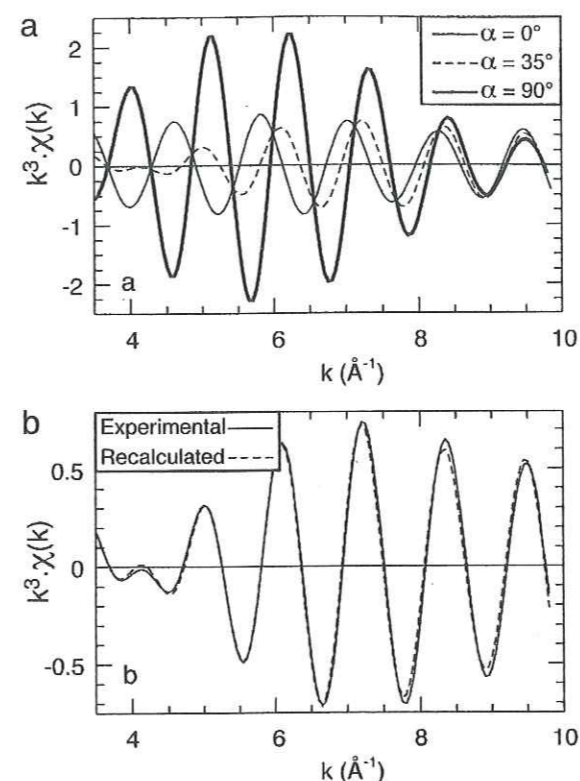 a
α = 0°
α = 35°
α = 90°
k³.χ(k)
2
1
0
-1
-2
a
4
6
8
10
k (Å⁻¹)
b
Experimental
Recalculated
k³.χ(k)
0.5
0
-0.5
b
4
6
8
10
k (Å⁻¹)